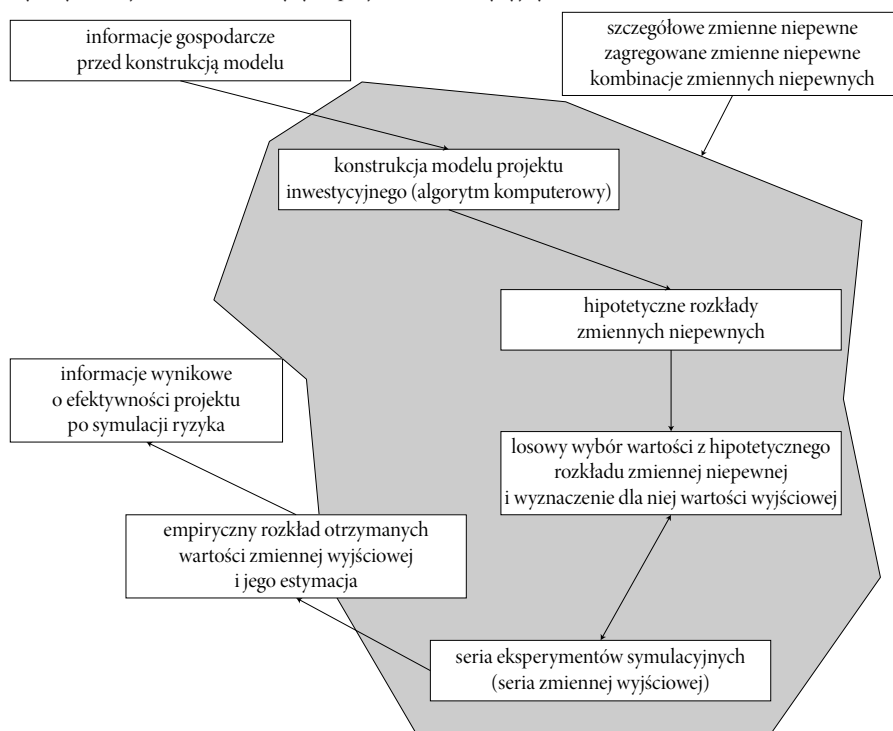 informacje gospodarcze
przed konstrukcją modelu
szczegółowe zmienne niepewne
zagregowane zmienne niepewne
kombinacje zmiennych niepewnych
konstrukcja modelu projektu
inwestycyjnego (algorytm komputerowy)
hipotetyczne rozkłady
zmiennych niepewnych
informacje wynikowe
o efektywności projektu
po symulacji ryzyka
losowy wybór wartości z hipotetycznego
rozkładu zmiennej niepewnej
i wyznaczenie dla niej wartości wyjściowej
empiryczny rozkład otrzymanych
wartości zmiennej wyjściowej
i jego estymacja
seria eksperymentów symulacyjnych
(seria zmiennej wyjściowej)